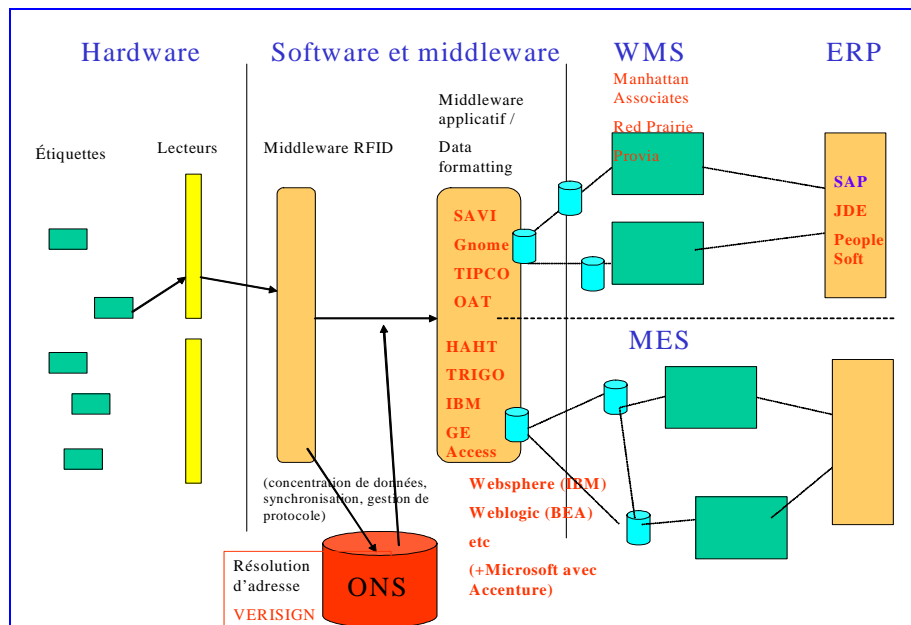 Hardware
Software et middleware
WMS
ERP
Manhattan
Associates
Red Prairie
Provia
Middleware
applicatif /
Data
formatting
Étiquettes
Lecteurs
Middleware RFID
SAVI
Gnome
TIPCO
OAT
HAHT
TRIGO
IBM
GE
Access
SAP
JDE
People
Soft
MES
(concentration de données,
synchronisation, gestion de
protocole)
Websphere (IBM)
Weblogic (BEA)
etc
(+Microsoft avec
Accenture)
Résolution
d'adresse
VERISIGN
ONS